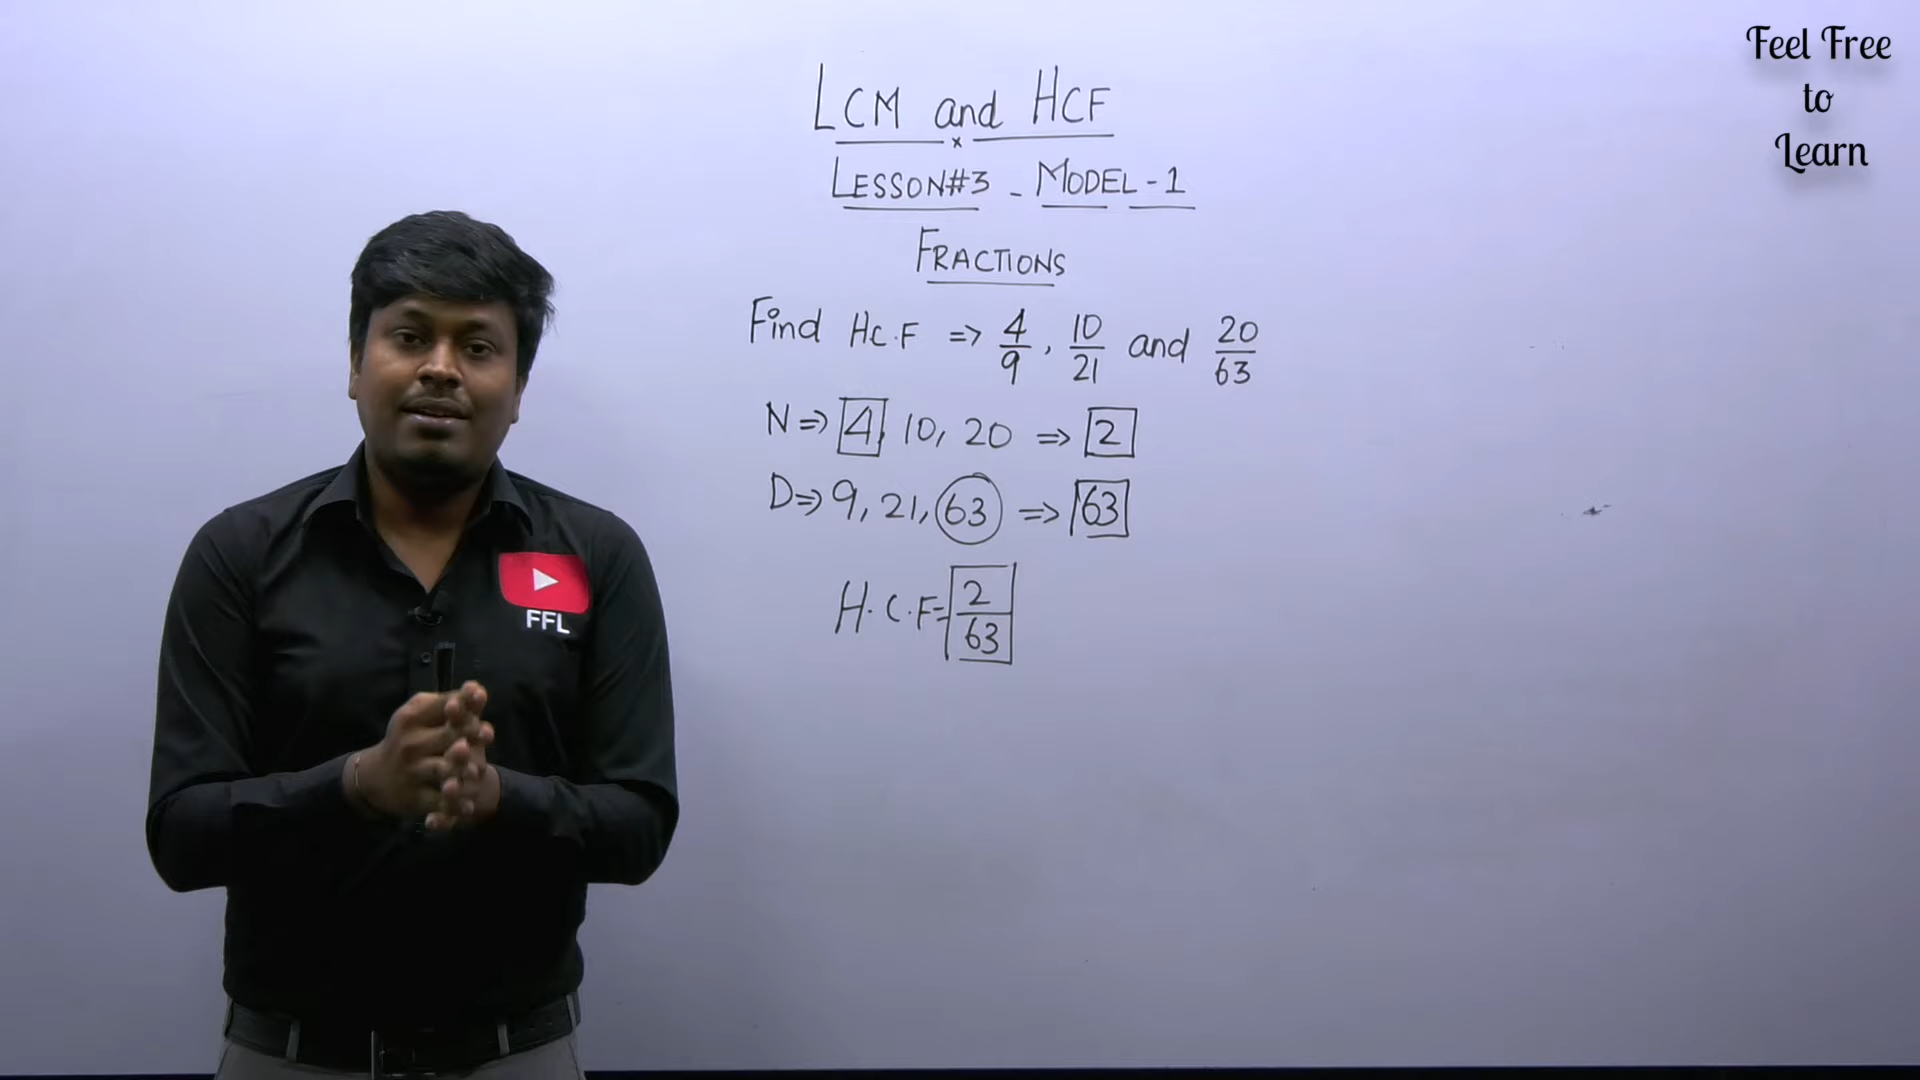 Feel Free
to
Learn
LCM and HCF
LESSON#3 - MODEL-1
FRACTIONS
Find H.C.F => 4/9, 10/21 and 20/63
N => 4, 10, 20 => 2
D => 9, 21, 63 => 63
H.C.F = 2/63
FFL